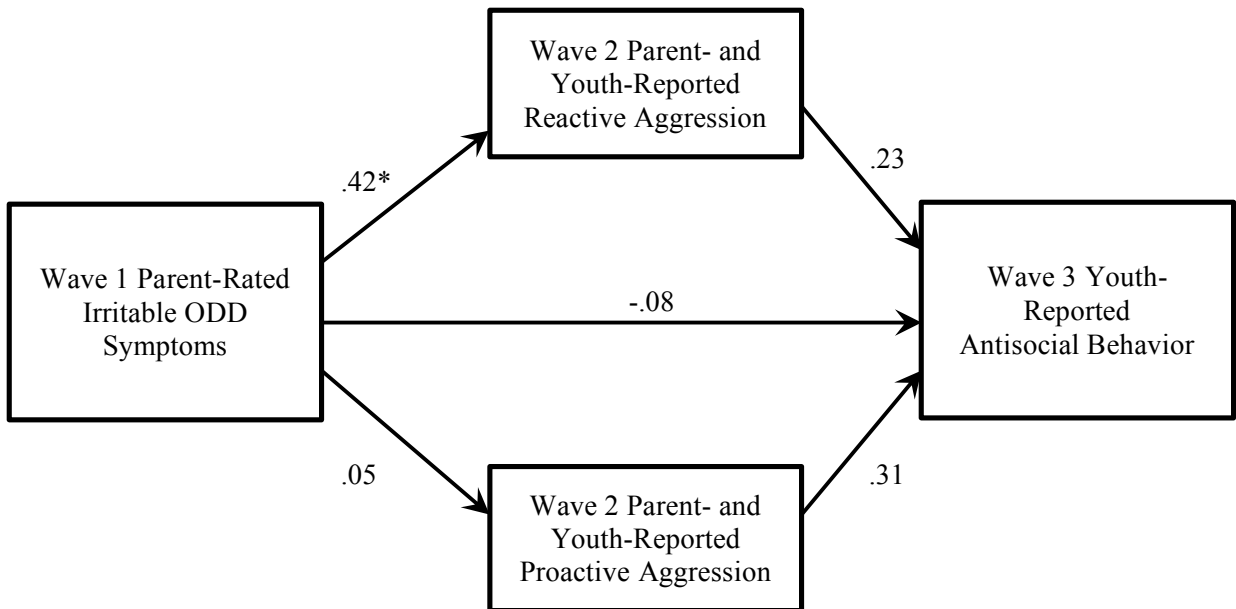 Wave 2 Parent- and
Youth-Reported
Reactive Aggression
.42*
.23
Wave 1 Parent-Rated
Irritable ODD
Symptoms
-.08
Wave 3 Youth-
Reported
Antisocial Behavior
.05
.31
Wave 2 Parent- and
Youth-Reported
Proactive Aggression